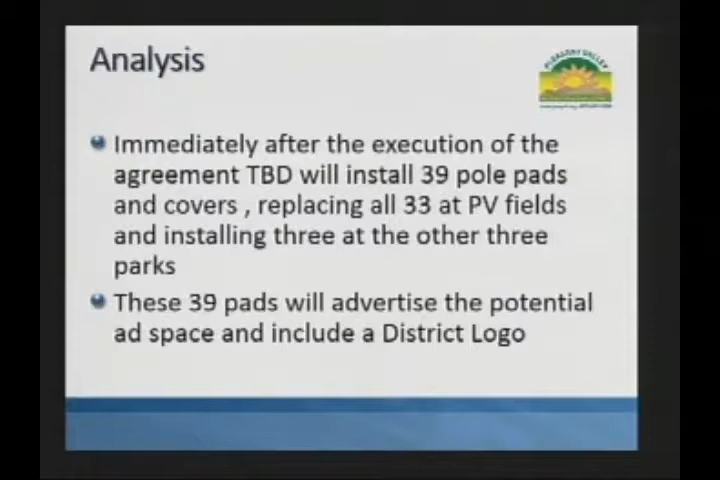 Analysis
PLEASANT VALLEY
Immediately after the execution of the
agreement TBD will install 39 pole pads
and covers , replacing all 33 at PV fields
and installing three at the other three
parks
These 39 pads will advertise the potential
ad space and include a District Logo